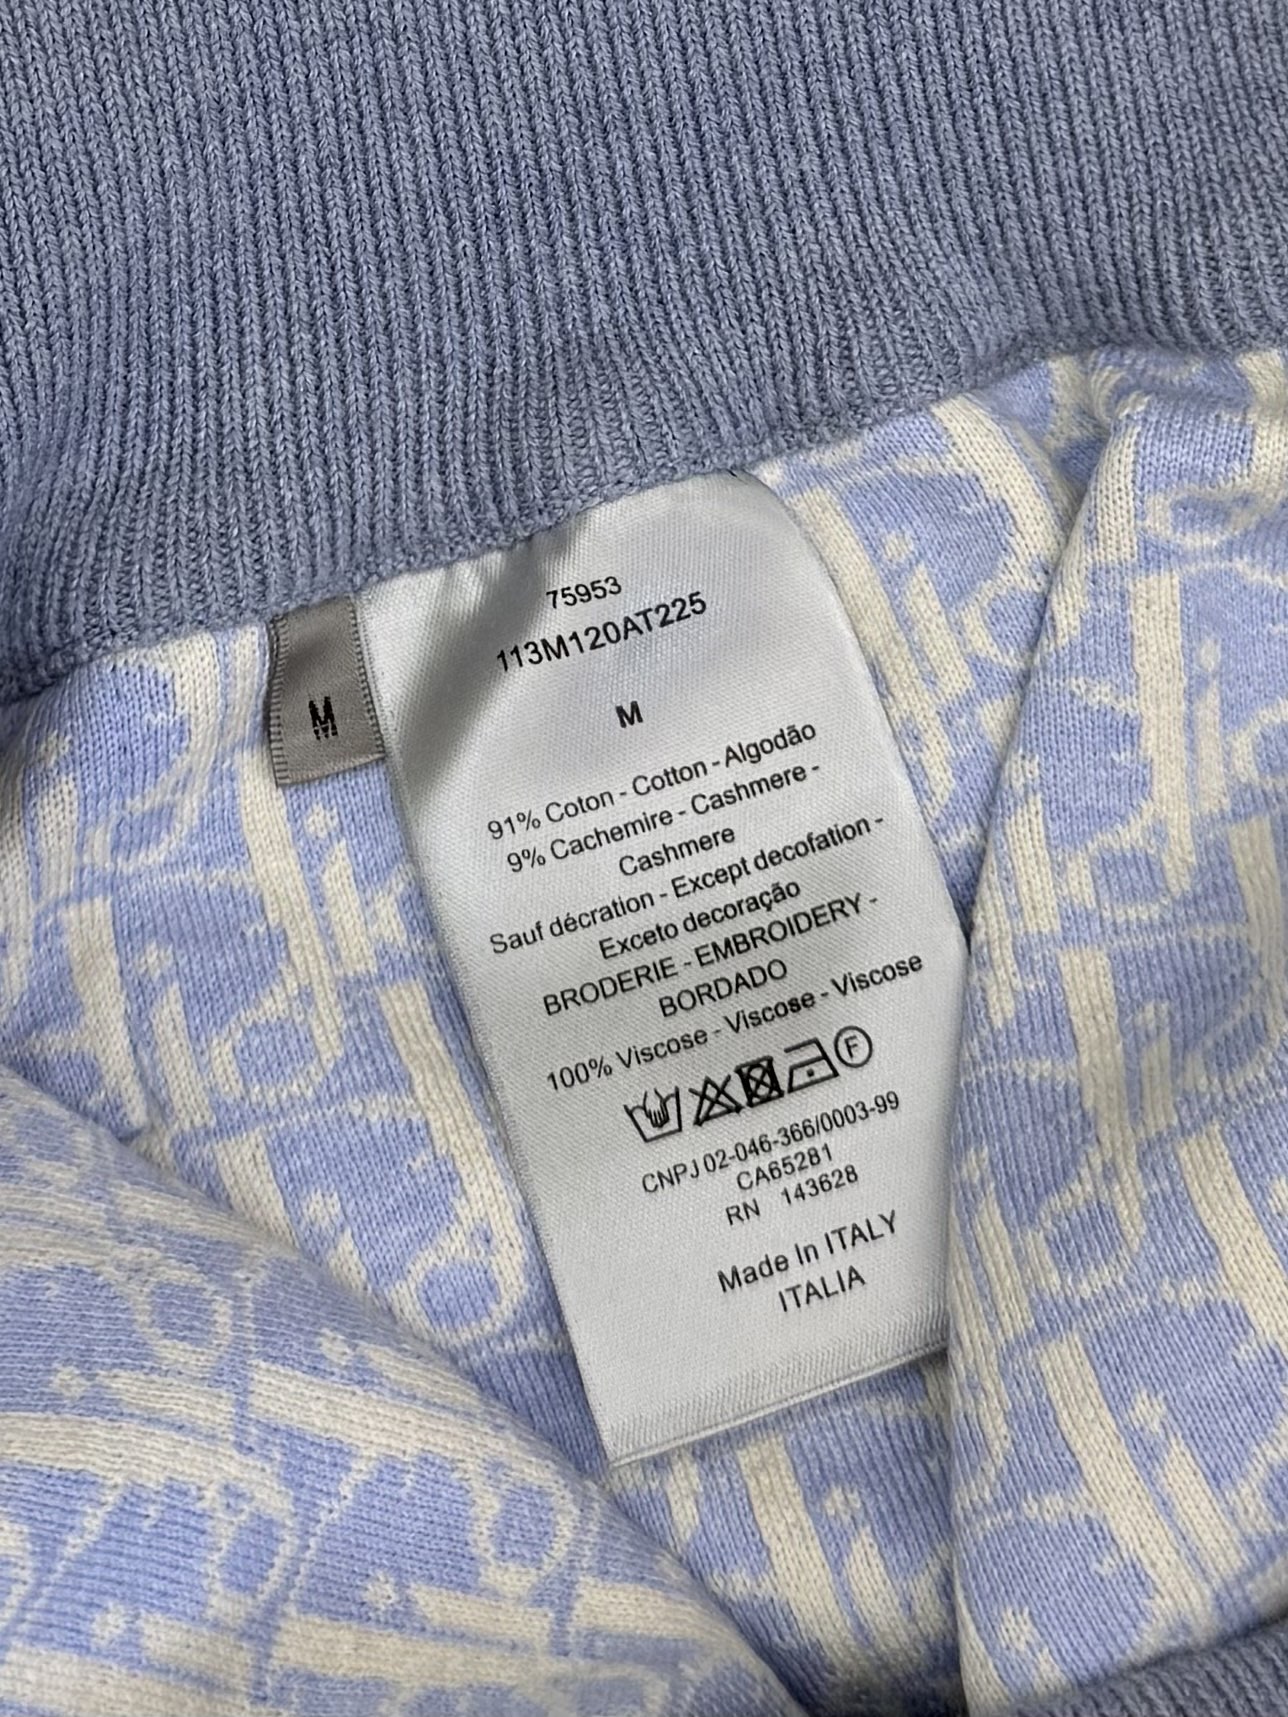 M
75953
113M120AT225
M
91% Coton - Cotton - Algodão
9% Cachemire - Cashmere -
Cashmere
Sauf décration - Except decofation -
Exceto decoração
BRODERIE - EMBROIDERY -
BORDADO
100% Viscose - Viscose - Viscose
F
CNPJ 02-046-366/0003-99
CA65281
RN 143628
Made In ITALY
ITALIA